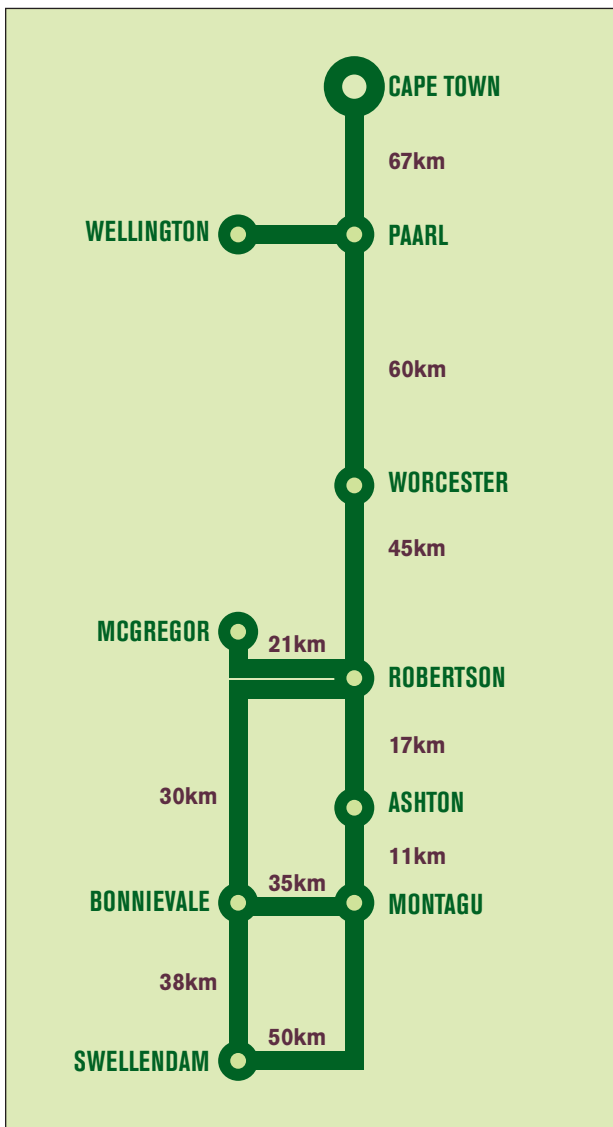 CAPE TOWN
67km
WELLINGTON
PAARL
60km
WORCESTER
45km
MCGREGOR
21km
ROBERTSON
17km
30km
ASHTON
11km
35km
BONNIEVALE
MONTAGU
38km
50km
SWELLENDAM